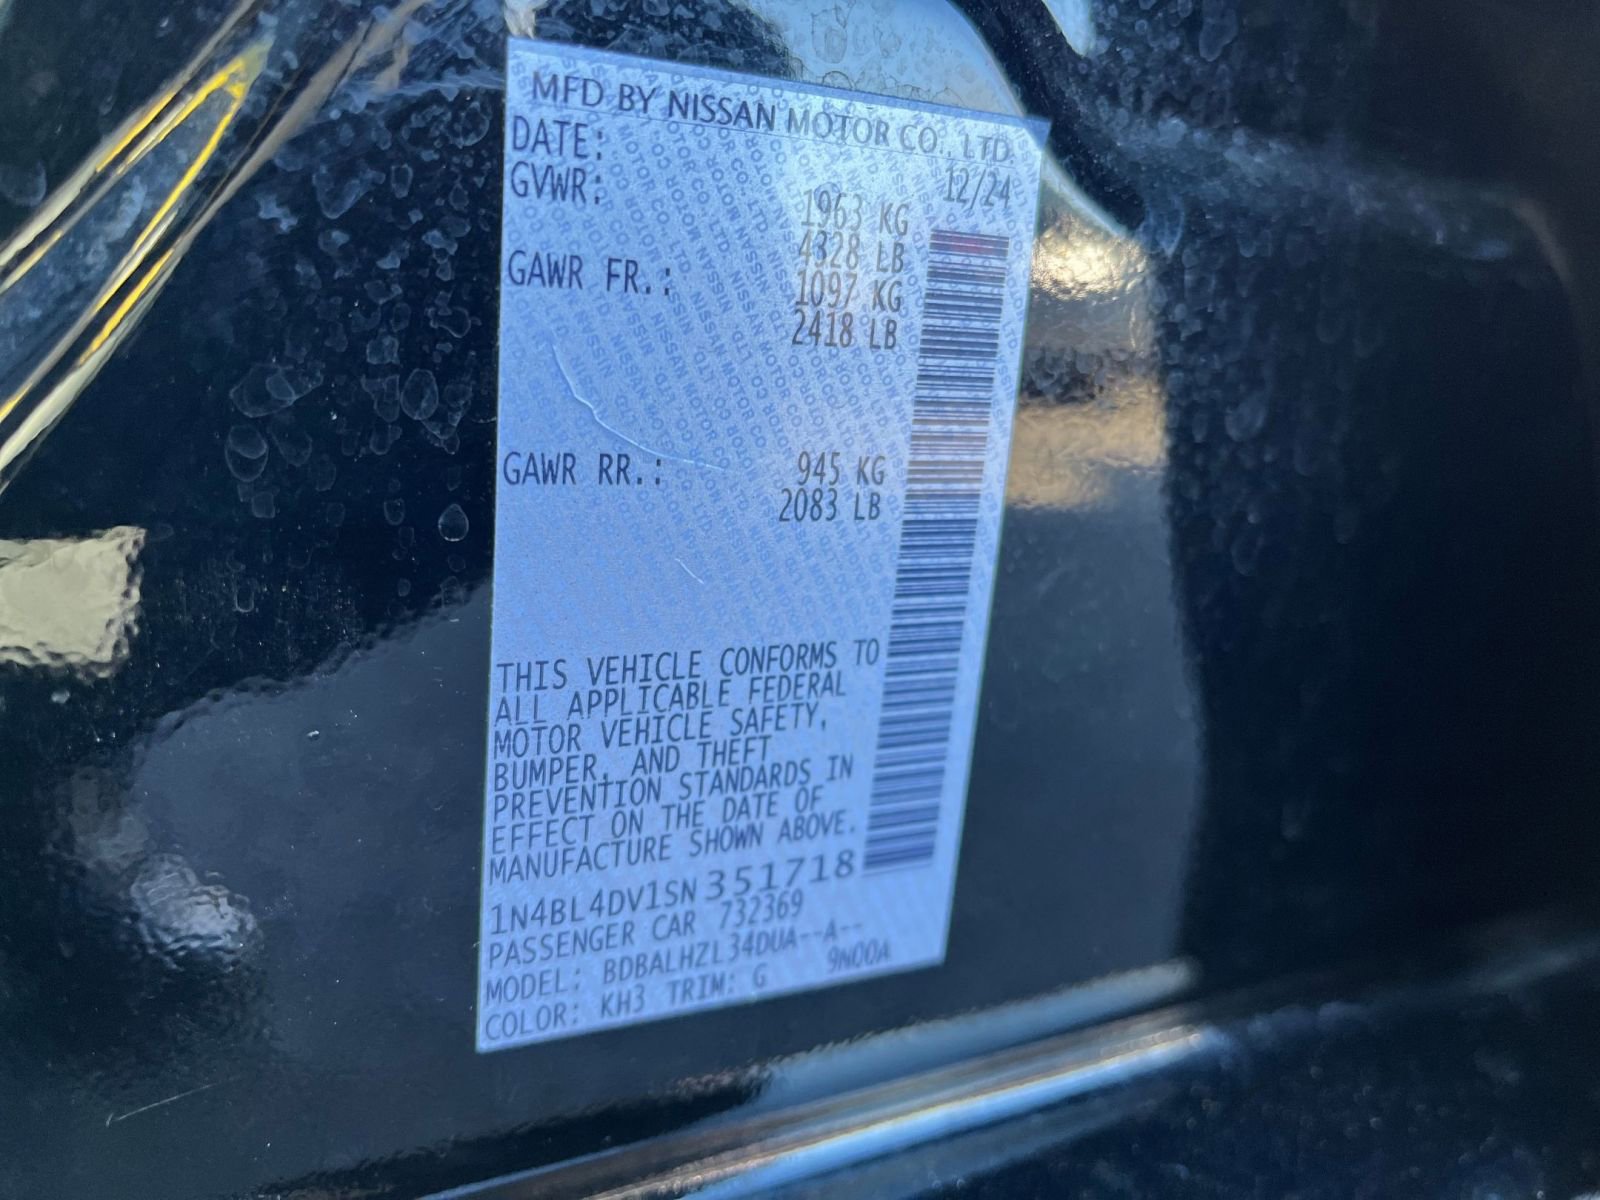 MFD BY NISSAN MOTOR CO., LTD.
DATE: 12/24
GVWR: 1963 KG
4328 LB
GAWR FR.: 1097 KG
2418 LB
GAWR RR.: 945 KG
2083 LB
THIS VEHICLE CONFORMS TO
ALL APPLICABLE FEDERAL
MOTOR VEHICLE SAFETY,
BUMPER, AND THEFT
PREVENTION STANDARDS IN
EFFECT ON THE DATE OF
MANUFACTURE SHOWN ABOVE.
1N4BL4DV1SN351718
PASSENGER CAR 732369
MODEL: BDBALHZL34DUA--A--
9N00A
COLOR: KH3 TRIM: G